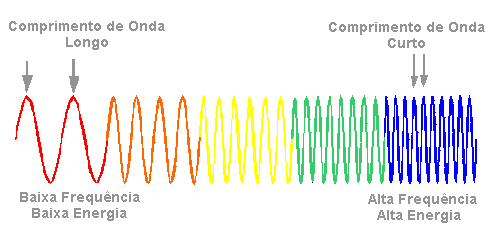 Comprimento de Onda
Longo
Comprimento de Onda
Curto
Baixa Frequência
Baixa Energia
Alta Frequência
Alta Energia